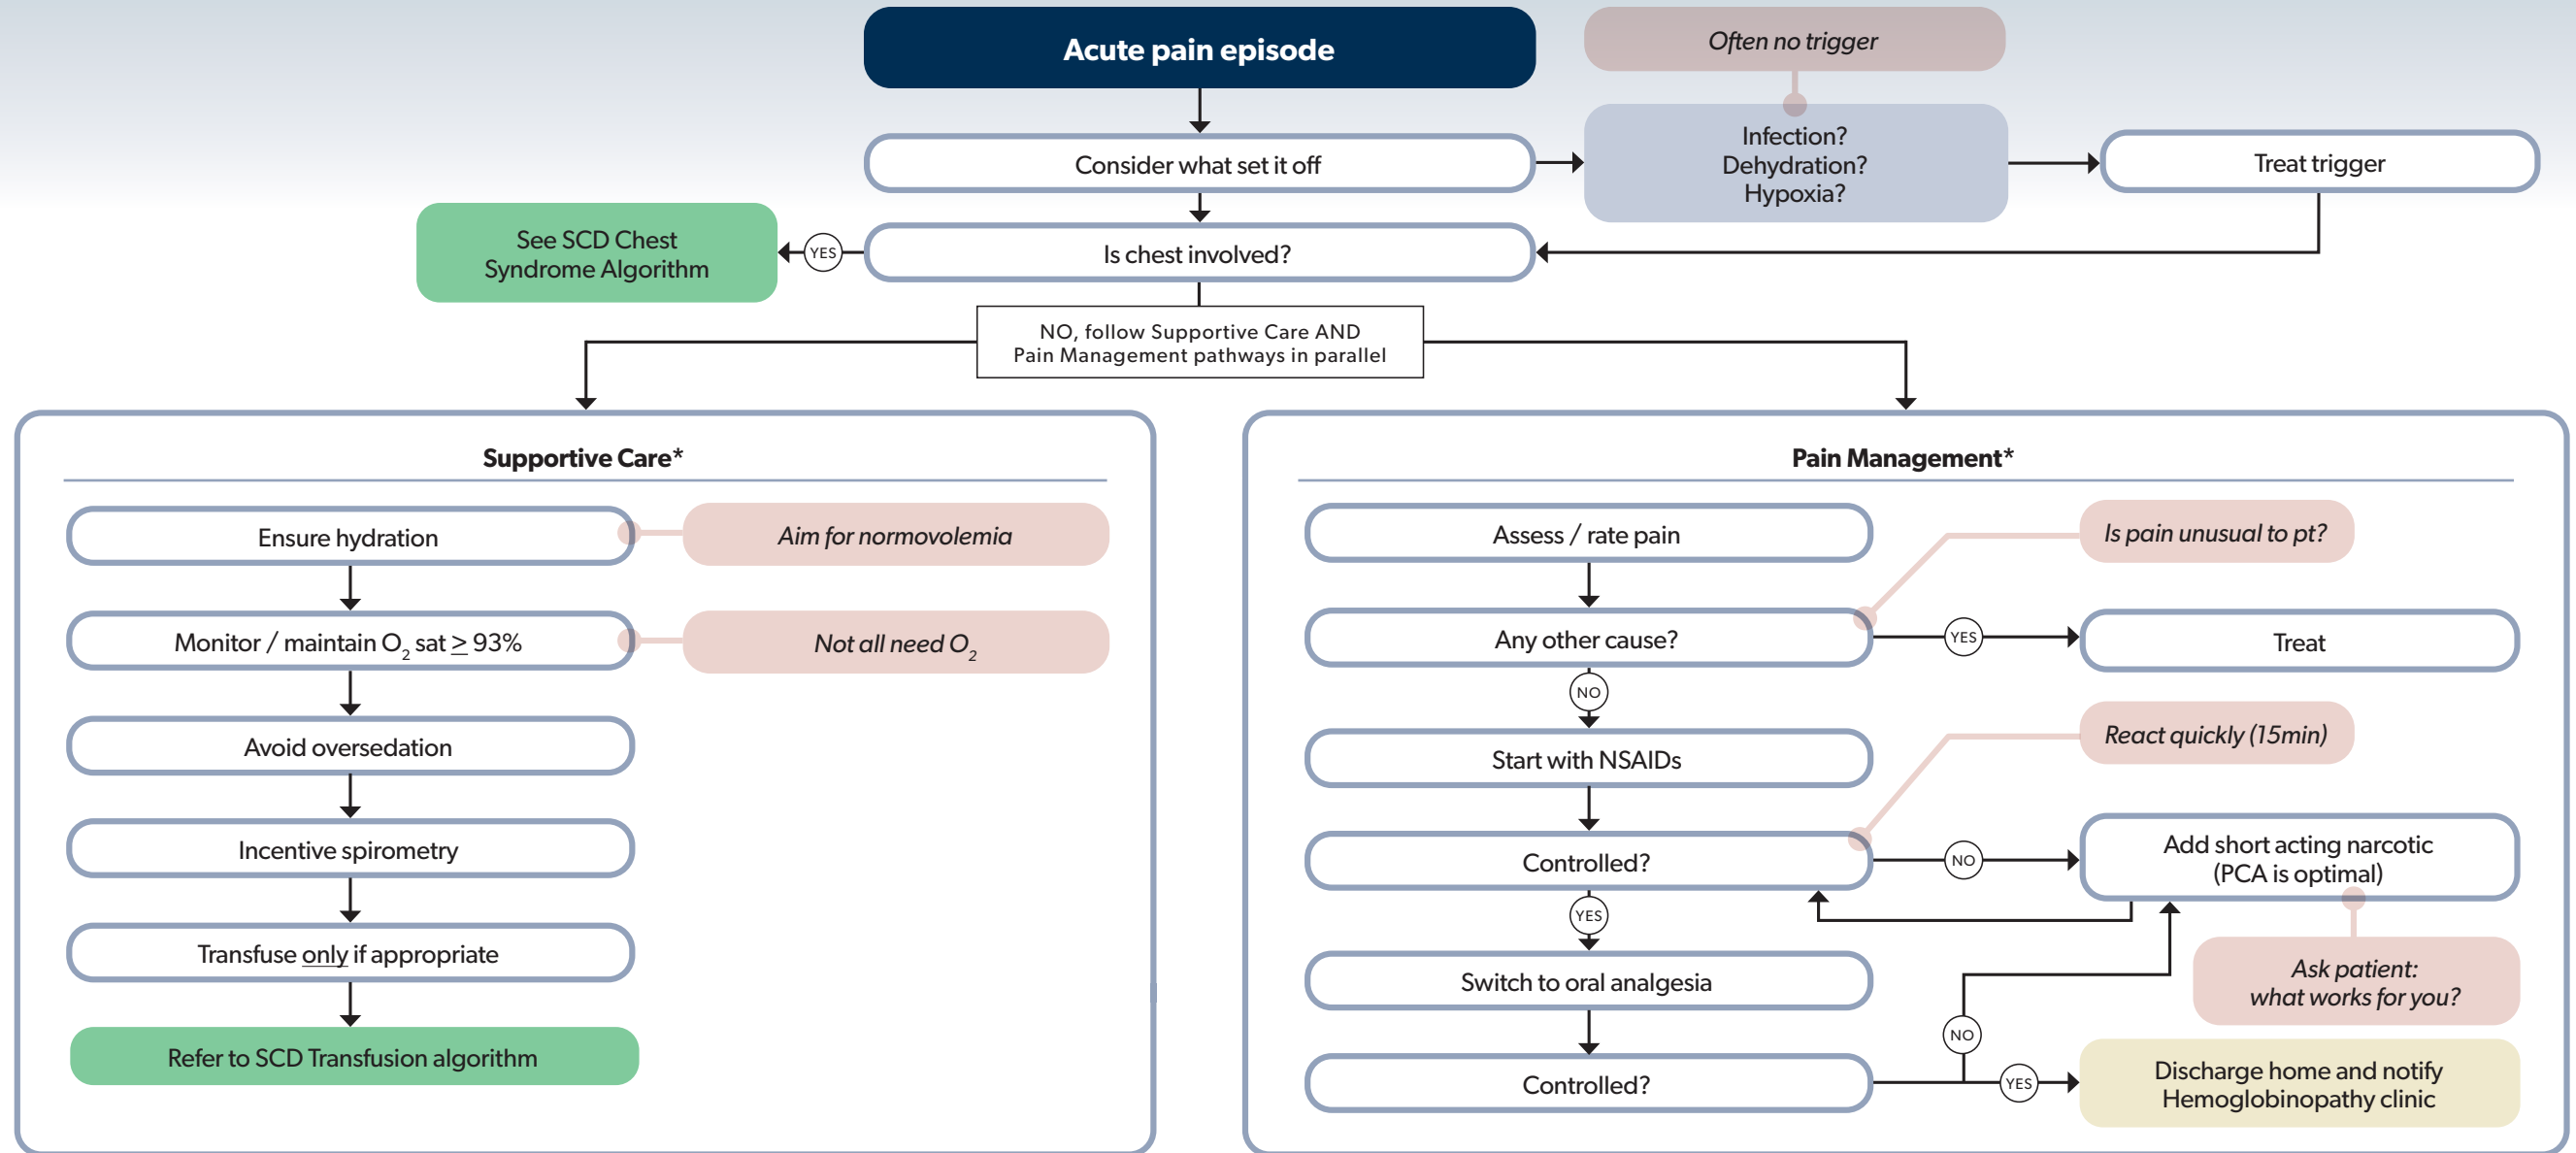 Acute pain episode
Often no trigger
Consider what set it off
Infection?
Dehydration?
Hypoxia?
Treat trigger
See SCD Chest
Syndrome Algorithm
YES
Is chest involved?
NO, follow Supportive Care AND
Pain Management pathways in parallel
Supportive Care*
Ensure hydration
Aim for normovolemia
Monitor / maintain O₂ sat ≥ 93%
Not all need O₂
Avoid oversedation
Incentive spirometry
Transfuse only if appropriate
Refer to SCD Transfusion algorithm
Pain Management*
Assess / rate pain
Is pain unusual to pt?
Any other cause?
YES
Treat
NO
Start with NSAIDs
React quickly (15min)
Controlled?
NO
Add short acting narcotic
(PCA is optimal)
YES
Ask patient:
what works for you?
Switch to oral analgesia
NO
Controlled?
YES
Discharge home and notify
Hemoglobinopathy clinic